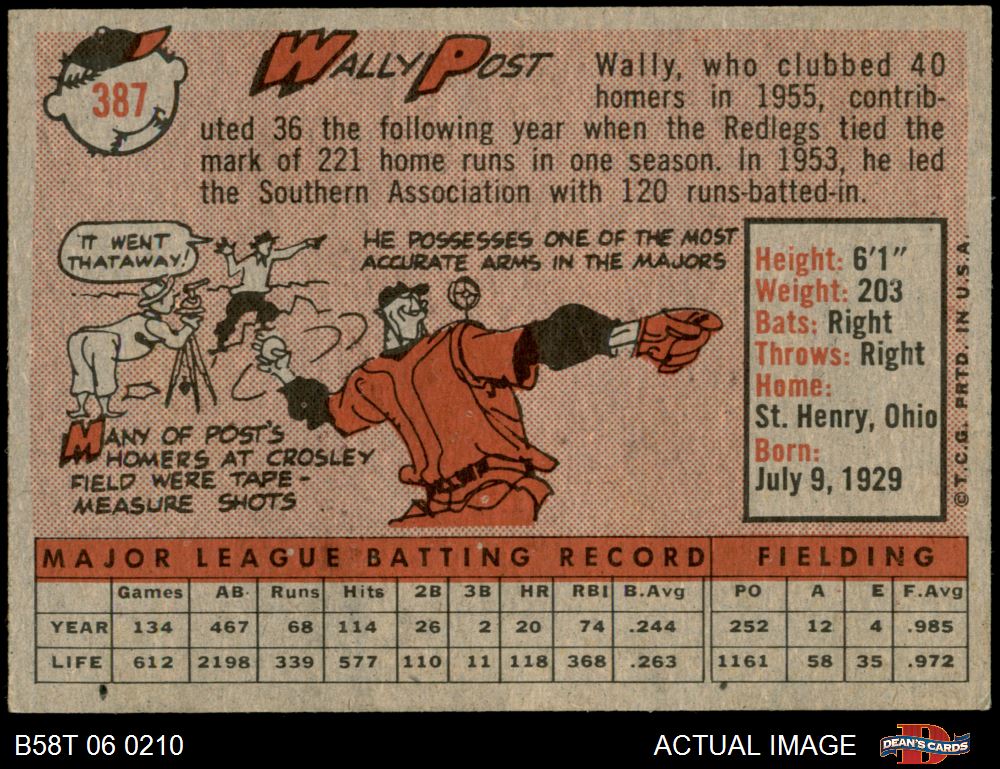 387
WALLY POST
Wally, who clubbed 40
homers in 1955, contrib-
uted 36 the following year when the Redlegs tied the
mark of 221 home runs in one season. In 1953, he led
the Southern Association with 120 runs-batted-in.
IT WENT
THATAWAY!
HE POSSESSES ONE OF THE MOST
ACCURATE ARMS IN THE MAJORS
MANY OF POST'S
HOMERS AT CROSLEY
FIELD WERE TAPE-
MEASURE SHOTS
Height: 6'1"
Weight: 203
Bats: Right
Throws: Right
Home:
St. Henry, Ohio
Born:
July 9, 1929
© T.C.G. PRTD. IN U.S.A.
MAJOR LEAGUE BATTING RECORD FIELDING
Games AB. Runs Hits 2B 3B HR RBI B.Avg PO A E F.Avg
YEAR 134 467 68 114 26 2 20 74 .244 252 12 4 .985
LIFE 612 2198 339 577 110 11 118 368 .263 1161 58 35 .972
B58T 06 0210 ACTUAL IMAGE DEAN'S CARDS